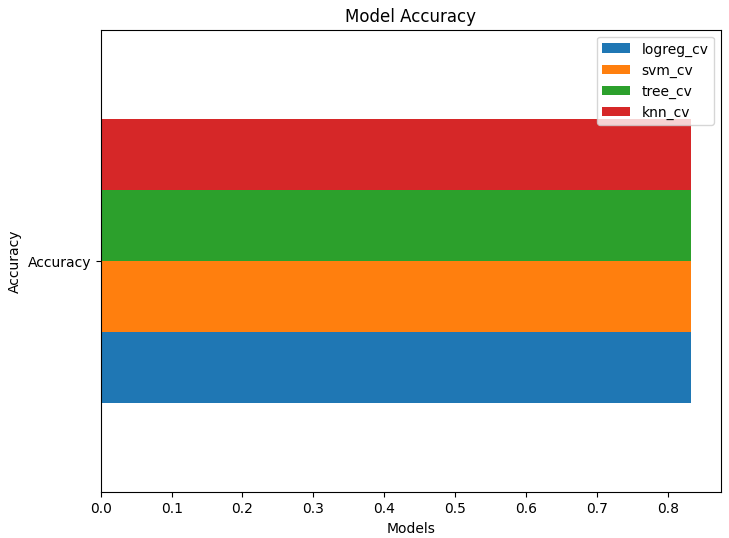 Model Accuracy
logreg_cv
svm_cv
tree_cv
knn_cv
Accuracy
Accuracy
0.0 0.1 0.2 0.3 0.4 0.5 0.6 0.7 0.8
Models